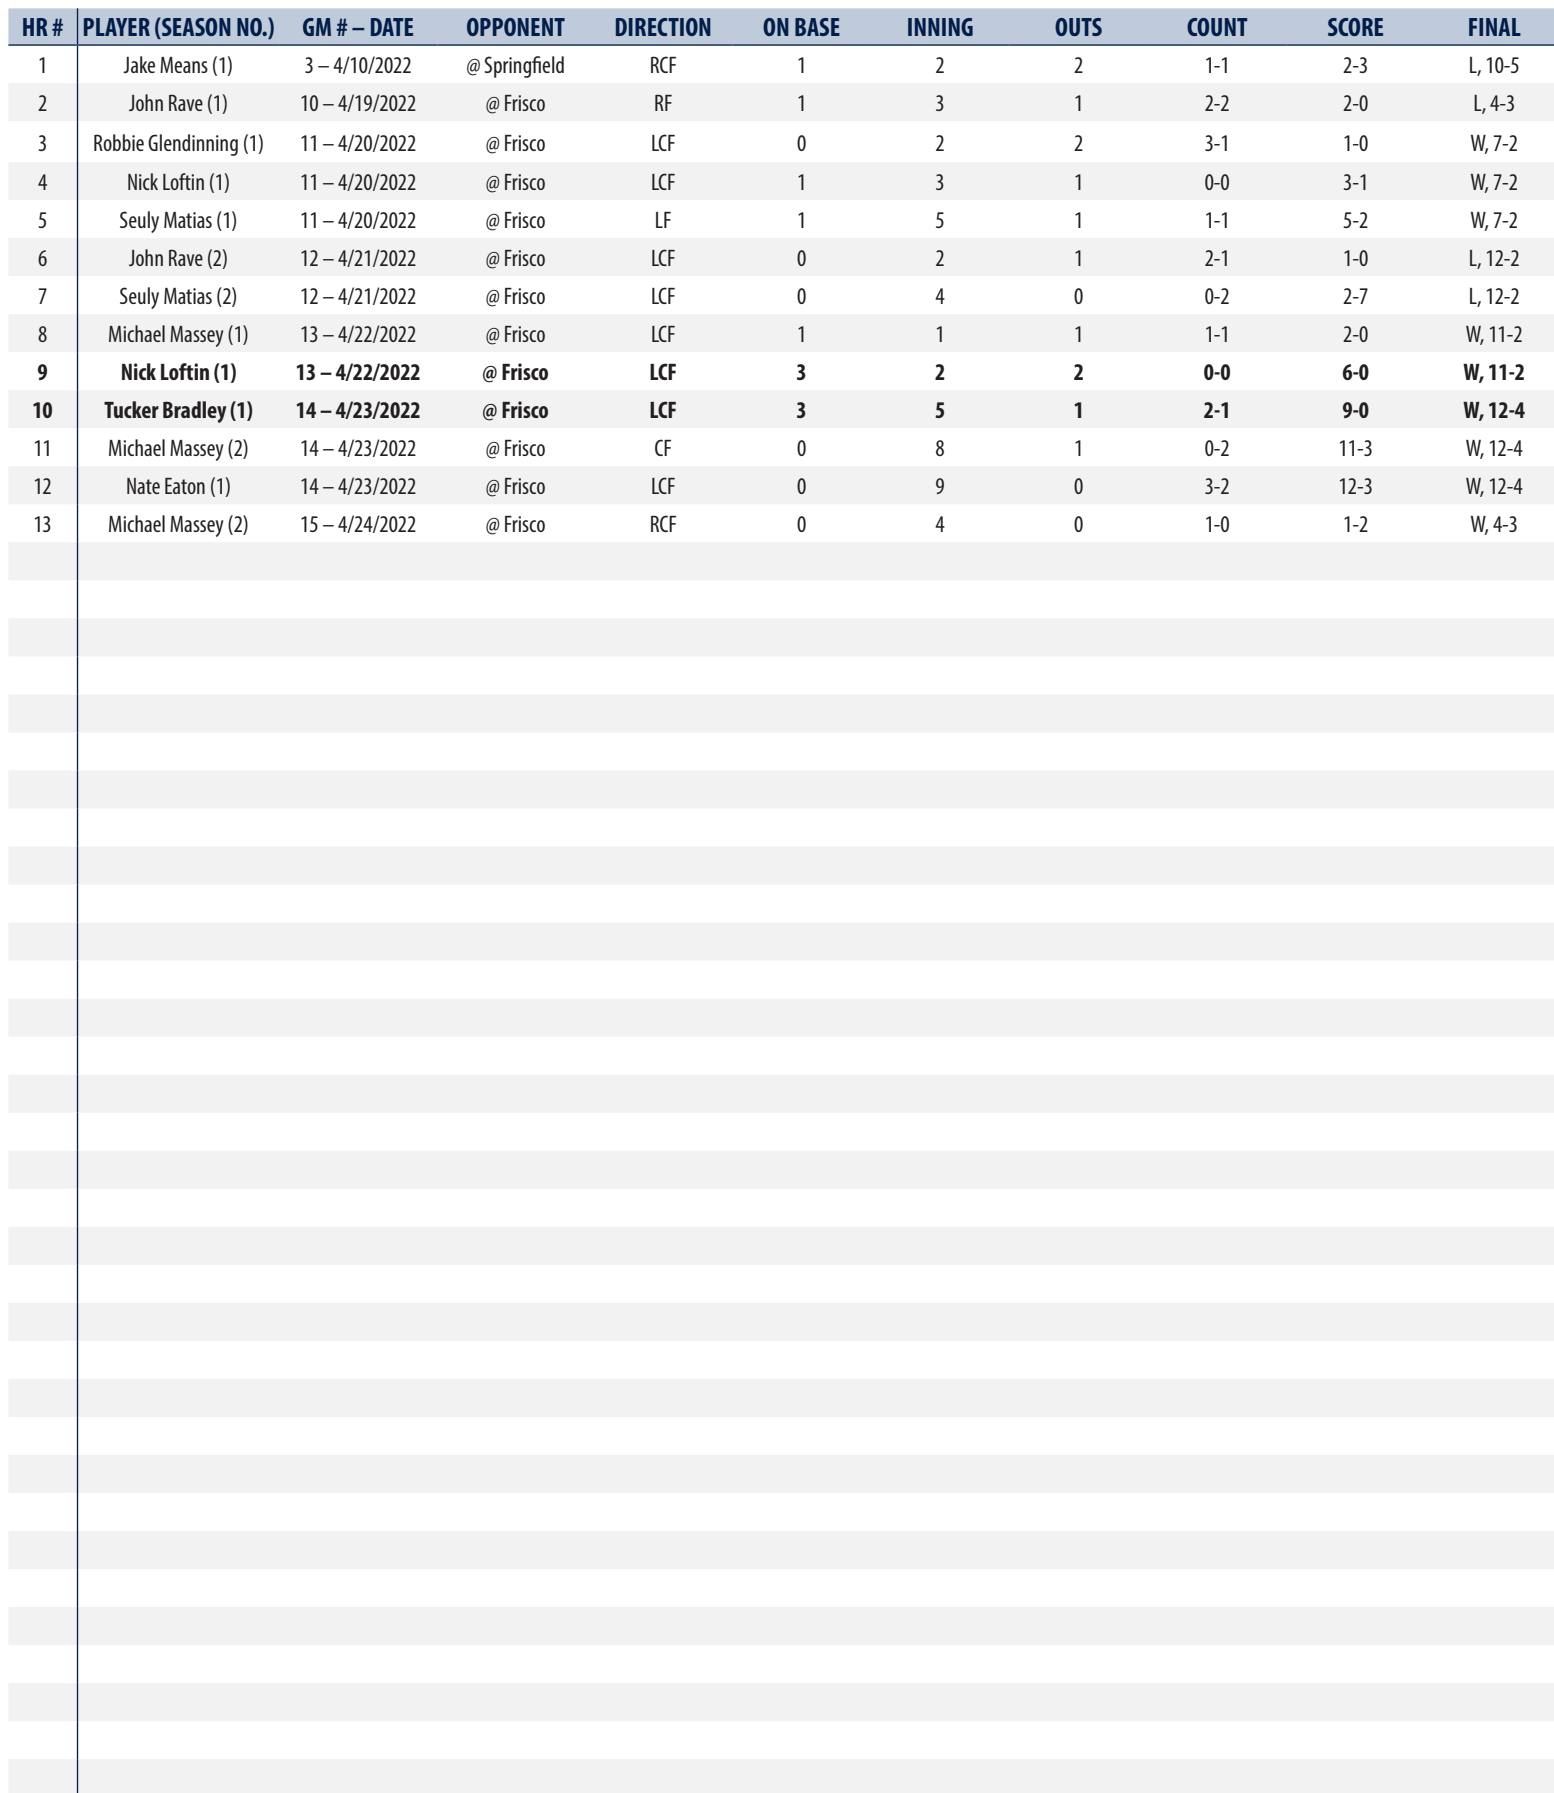 HR # PLAYER (SEASON NO.) GM # – DATE OPPONENT DIRECTION ON BASE INNING OUTS COUNT SCORE FINAL
1 Jake Means (1) 3 – 4/10/2022 @ Springfield RCF 1 2 2 1-1 2-3 L, 10-5
2 John Rave (1) 10 – 4/19/2022 @ Frisco RF 1 3 1 2-2 2-0 L, 4-3
3 Robbie Glendinning (1) 11 – 4/20/2022 @ Frisco LCF 0 2 2 3-1 1-0 W, 7-2
4 Nick Loftin (1) 11 – 4/20/2022 @ Frisco LCF 1 3 1 0-0 3-1 W, 7-2
5 Seuly Matias (1) 11 – 4/20/2022 @ Frisco LF 1 5 1 1-1 5-2 W, 7-2
6 John Rave (2) 12 – 4/21/2022 @ Frisco LCF 0 2 1 2-1 1-0 L, 12-2
7 Seuly Matias (2) 12 – 4/21/2022 @ Frisco LCF 0 4 0 0-2 2-7 L, 12-2
8 Michael Massey (1) 13 – 4/22/2022 @ Frisco LCF 1 1 1 1-1 2-0 W, 11-2
9 Nick Loftin (1) 13 – 4/22/2022 @ Frisco LCF 3 2 2 0-0 6-0 W, 11-2
10 Tucker Bradley (1) 14 – 4/23/2022 @ Frisco LCF 3 5 1 2-1 9-0 W, 12-4
11 Michael Massey (2) 14 – 4/23/2022 @ Frisco CF 0 8 1 0-2 11-3 W, 12-4
12 Nate Eaton (1) 14 – 4/23/2022 @ Frisco LCF 0 9 0 3-2 12-3 W, 12-4
13 Michael Massey (2) 15 – 4/24/2022 @ Frisco RCF 0 4 0 1-0 1-2 W, 4-3